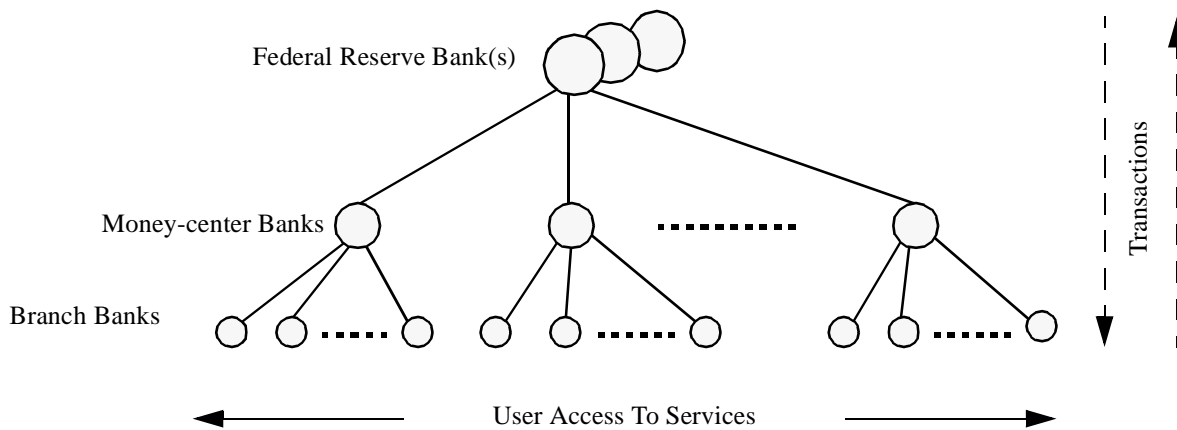 Federal Reserve Bank(s)
Transactions
Money-center Banks
Branch Banks
User Access To Services